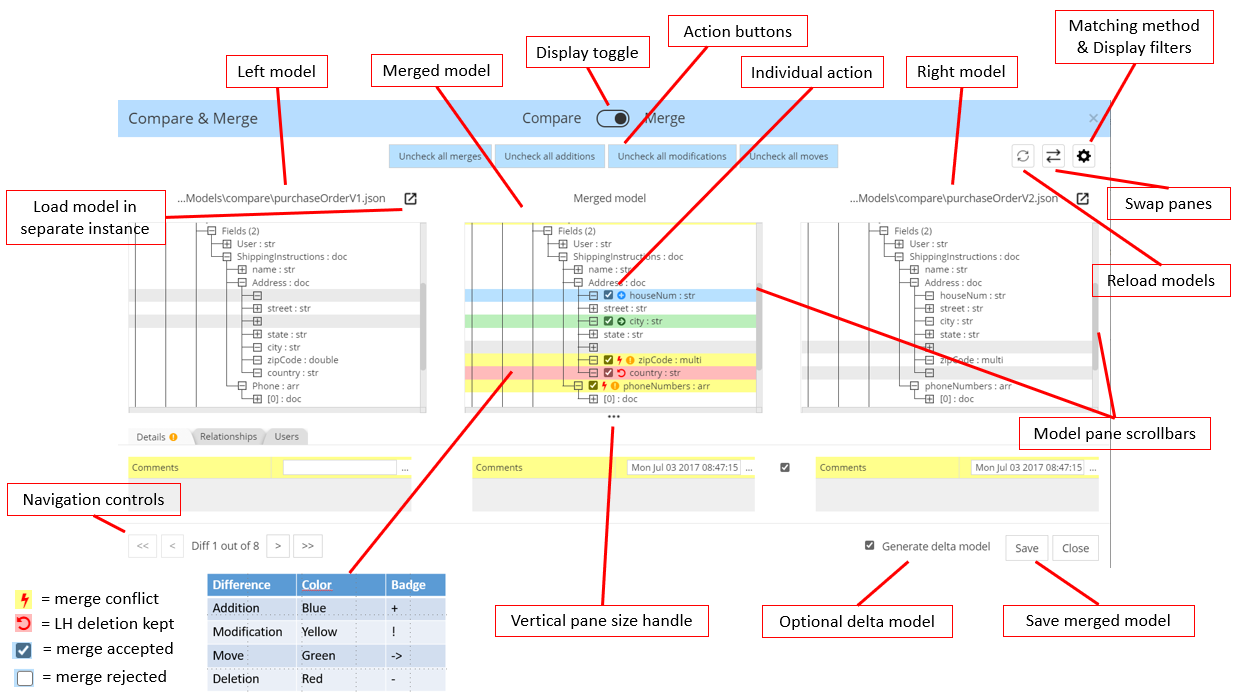 Matching method
& Display filters
Action buttons
Display toggle
Left model
Merged model
Individual action
Right model
Compare & Merge
Compare
Merge
Uncheck all merges
Uncheck all additions
Uncheck all modifications
Uncheck all moves
Load model in
separate instance
...Models\compare\purchaseOrderV1.json
Merged model
...Models\compare\purchaseOrderV2.json
Swap panes
Reload models
Fields (2)
User : str
ShippingInstructions : doc
name : str
Address : doc
street : str
state : str
city : str
zipCode : double
country : str
Phone : arr
[0] : doc
Fields (2)
User : str
ShippingInstructions : doc
name : str
Address : doc
houseNum : str
street : str
city : str
state : str
zipCode : multi
country : str
phoneNumbers : arr
[0] : doc
Fields (2)
User : str
ShippingInstructions : doc
name : str
Address : doc
houseNum : str
street : str
city : str
state : str
zipCode : multi
phoneNumbers : arr
[0] : doc
Model pane scrollbars
Details
Relationships
Users
Comments
...
Comments
Mon Jul 03 2017 08:47:15
...
Comments
Mon Jul 03 2017 08:47:15
...
Navigation controls
<<
<
Diff 1 out of 8
>
>>
Generate delta model
Save
Close
= merge conflict
= LH deletion kept
= merge accepted
= merge rejected
Difference Color Badge
Addition Blue +
Modification Yellow !
Move Green ->
Deletion Red -
Vertical pane size handle
Optional delta model
Save merged model